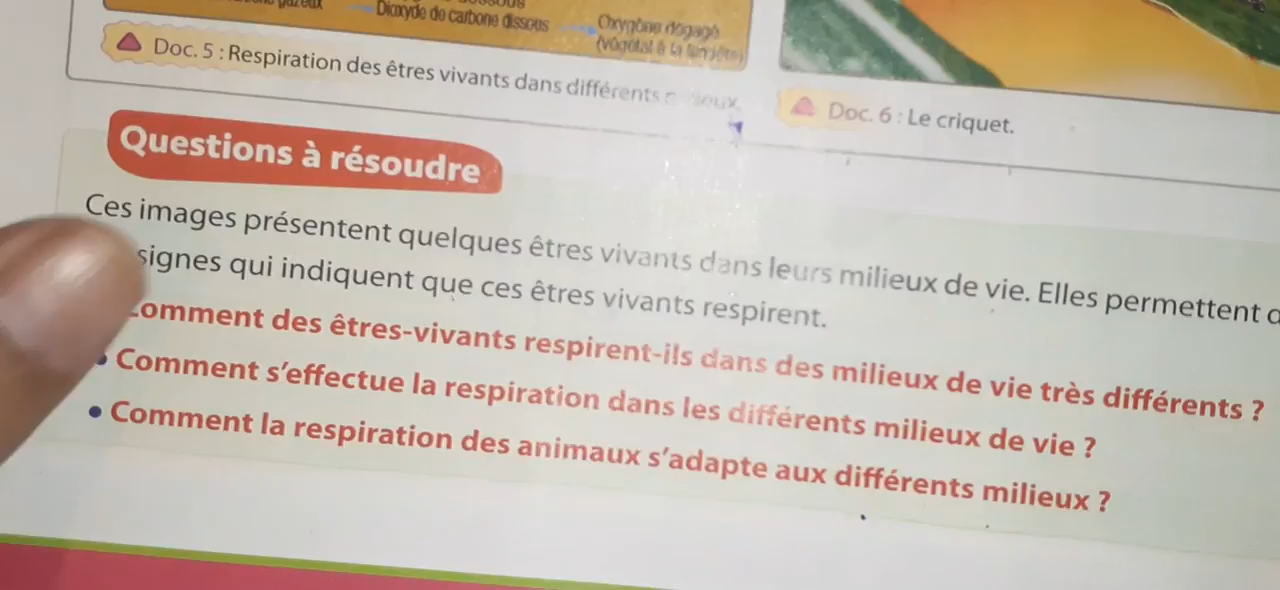 Dioxyde de carbone dissous
Oxygène dégagé
Doc. 5 : Respiration des êtres vivants dans différents
Doc. 6 : Le criquet.
Questions à résoudre
Ces images présentent quelques êtres vivants dans leurs milieux de vie. Elles permettent
signes qui indiquent que ces êtres vivants respirent.
omment des êtres-vivants respirent-ils dans des milieux de vie très différents ?
• Comment s'effectue la respiration dans les différents milieux de vie ?
• Comment la respiration des animaux s'adapte aux différents milieux ?